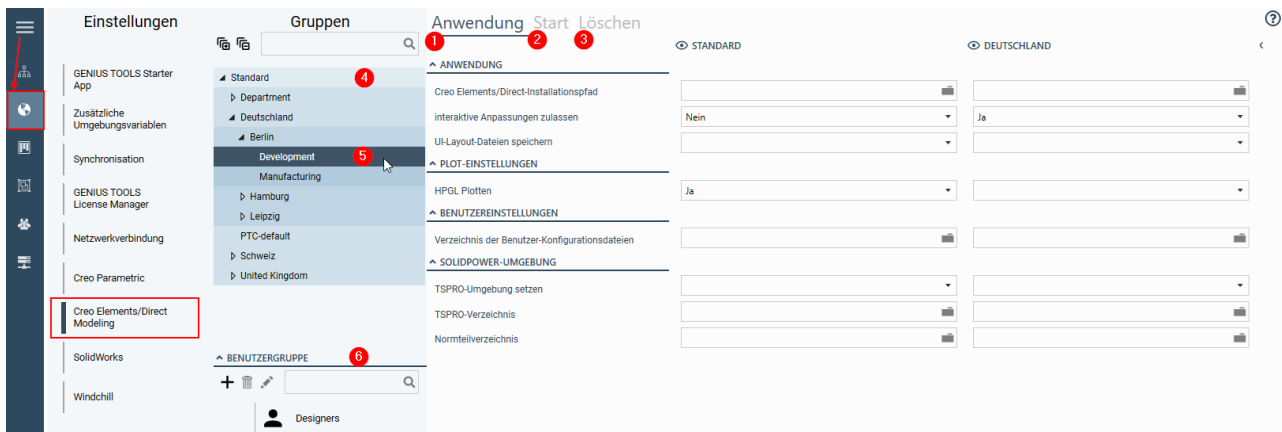 Einstellungen
GENIUS TOOLS Starter
App
Zusätzliche
Umgebungsvariablen
Synchronisation
GENIUS TOOLS
License Manager
Netzwerkverbindung
Creo Parametric
Creo Elements/Direct
Modeling
SolidWorks
Windchill
Gruppen
Standard
4
Department
Deutschland
Berlin
Development
5
Manufacturing
Hamburg
Leipzig
PTC-default
Schweiz
United Kingdom
BENUTZERGRUPPE
6
Designers
Anwendung Start Löschen
1 2 3
STANDARD DEUTSCHLAND
ANWENDUNG
Creo Elements/Direct-Installationspfad
interaktive Anpassungen zulassen Nein Ja
UI-Layout-Dateien speichern
PLOT-EINSTELLUNGEN
HPGL Plotten Ja
BENUTZEREINSTELLUNGEN
Verzeichnis der Benutzer-Konfigurationsdateien
SOLIDPOWER-UMGEBUNG
TSPRO-Umgebung setzen
TSPRO-Verzeichnis
Normteilverzeichnis